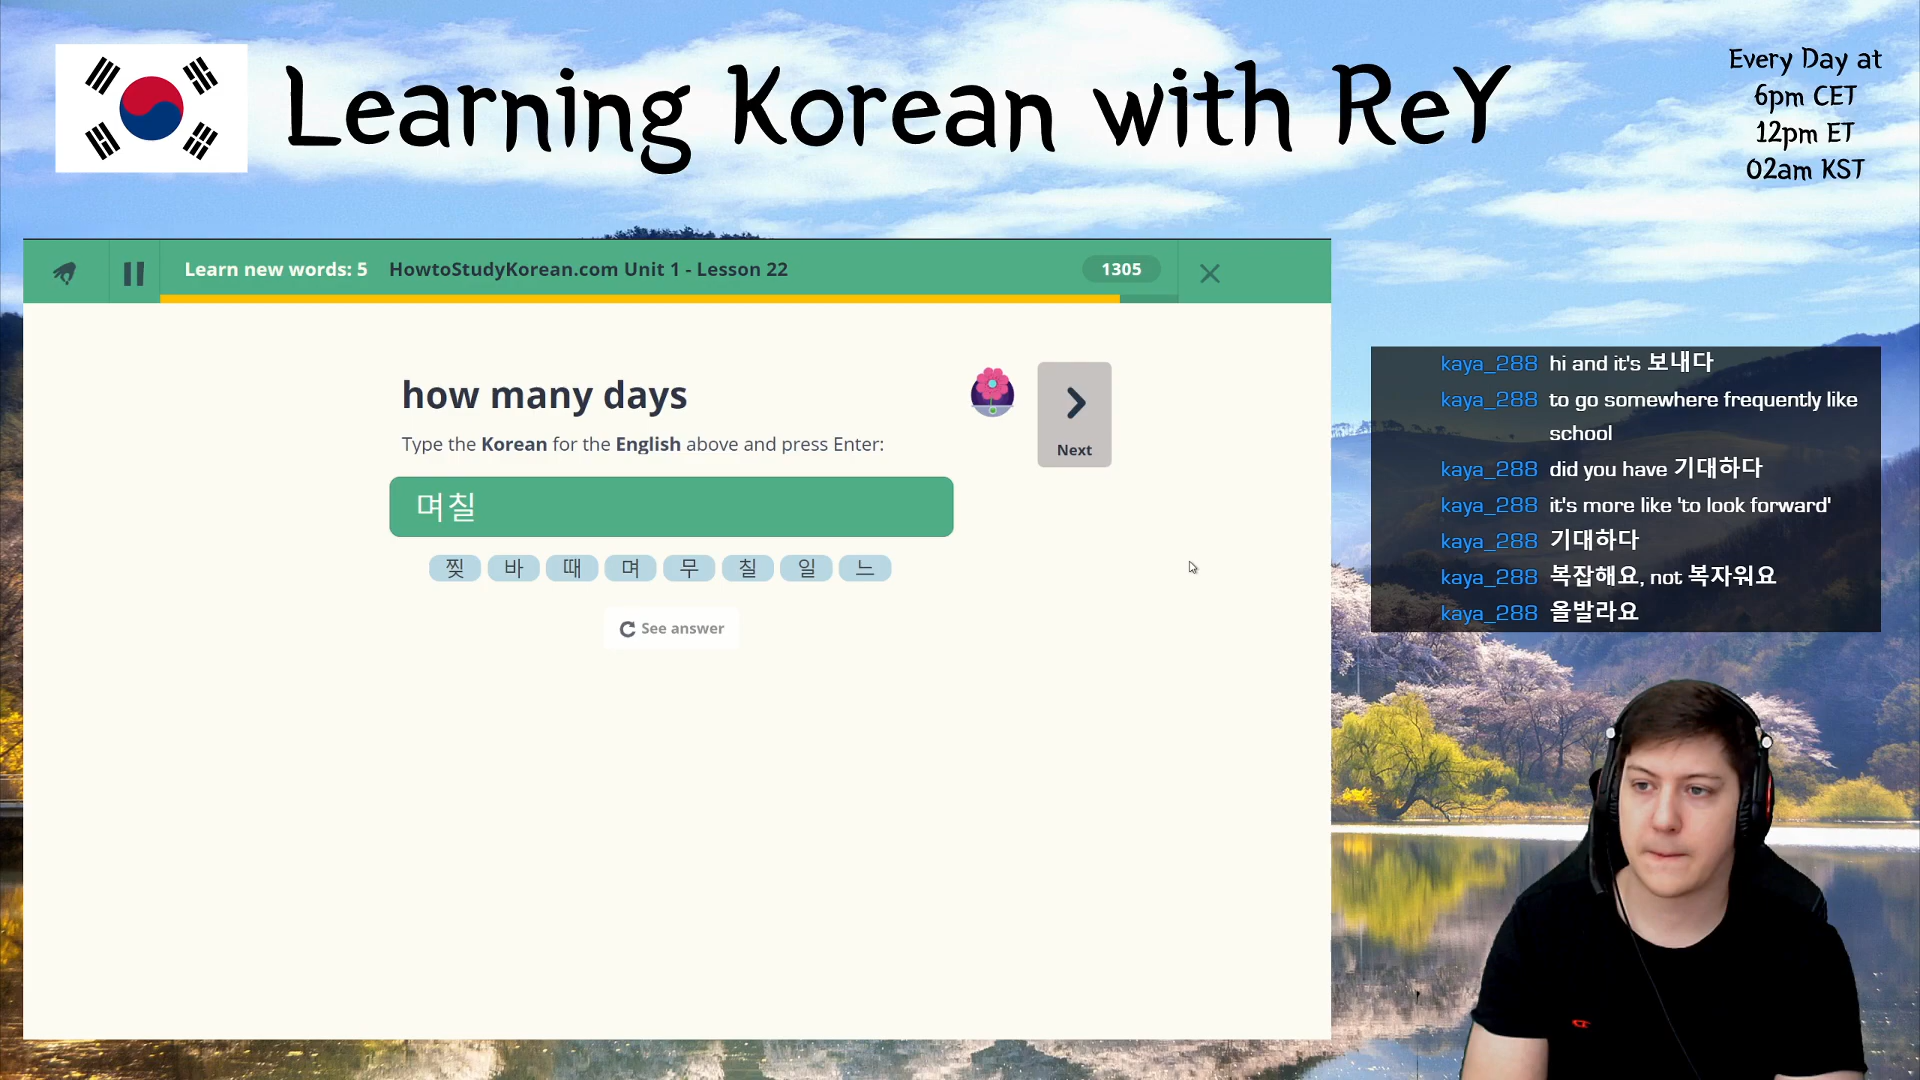 Learning Korean with ReY
Every Day at
6pm CET
12pm ET
02am KST
Learn new words: 5 HowtoStudyKorean.com Unit 1 - Lesson 22
1305
how many days
Type the Korean for the English above and press Enter:
Next
며칠
찢 바 때 며 무 칠 일 느
See answer
kaya_288 hi and it's 보내다
kaya_288 to go somewhere frequently like
school
kaya_288 did you have 기대하다
kaya_288 it's more like 'to look forward'
kaya_288 기대하다
kaya_288 복잡해요, not 복자워요
kaya_288 올발라요